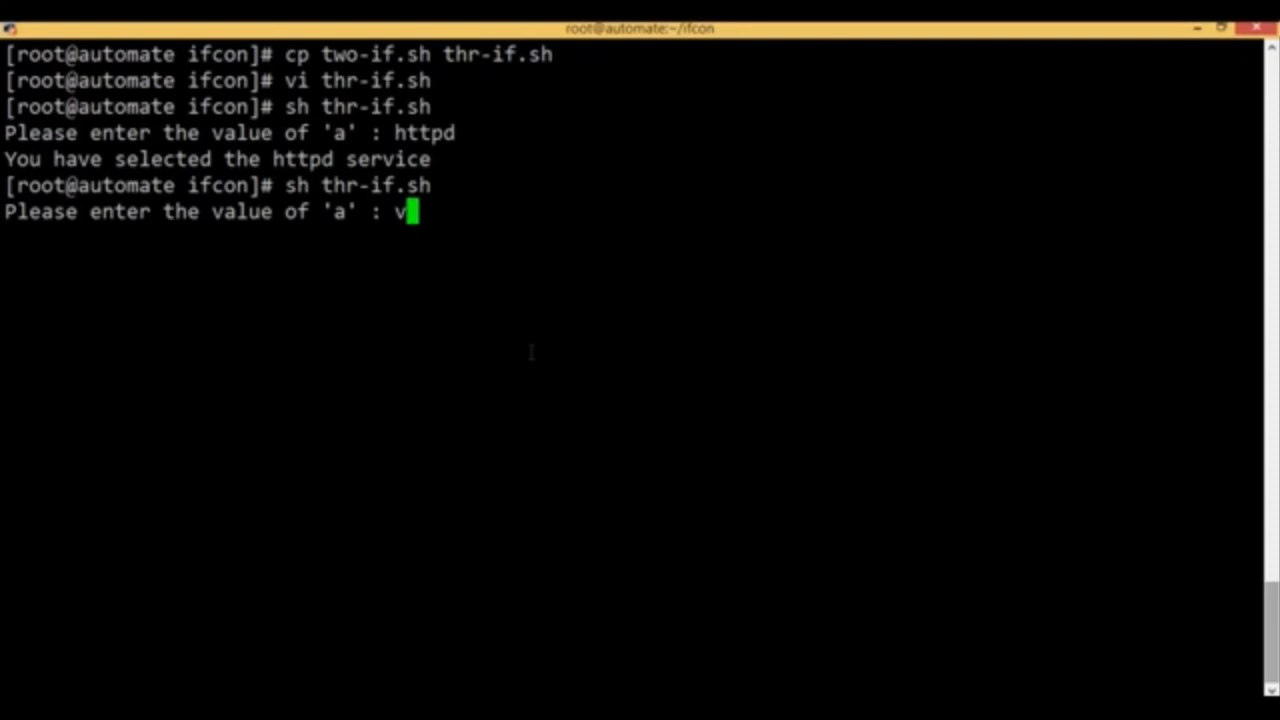 root@automate:~/ifcon
[root@automate ifcon]# cp two-if.sh thr-if.sh
[root@automate ifcon]# vi thr-if.sh
[root@automate ifcon]# sh thr-if.sh
Please enter the value of 'a' : httpd
You have selected the httpd service
[root@automate ifcon]# sh thr-if.sh
Please enter the value of 'a' : v